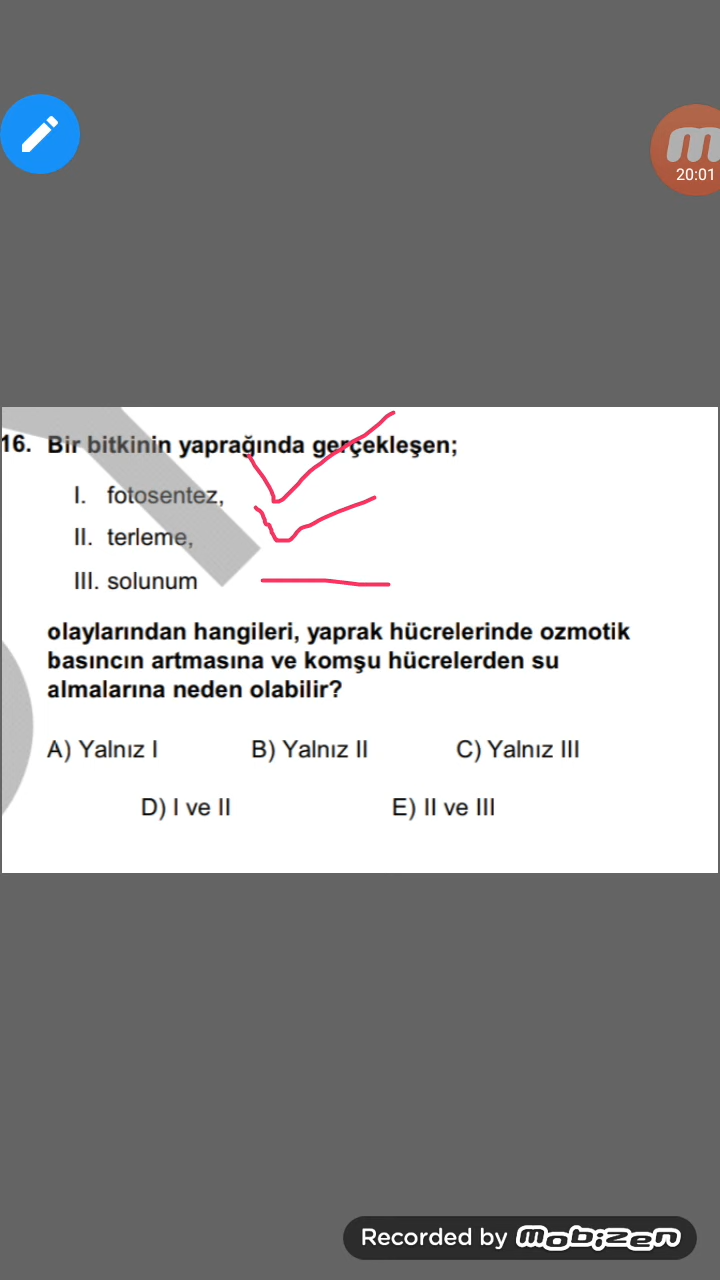 20:01
16. Bir bitkinin yaprağında gerçekleşen;
I. fotosentez,
II. terleme,
III. solunum
olaylarından hangileri, yaprak hücrelerinde ozmotik
basıncın artmasına ve komşu hücrelerden su
almalarına neden olabilir?
A) Yalnız I B) Yalnız II C) Yalnız III
D) I ve II E) II ve III
Recorded by mobizen